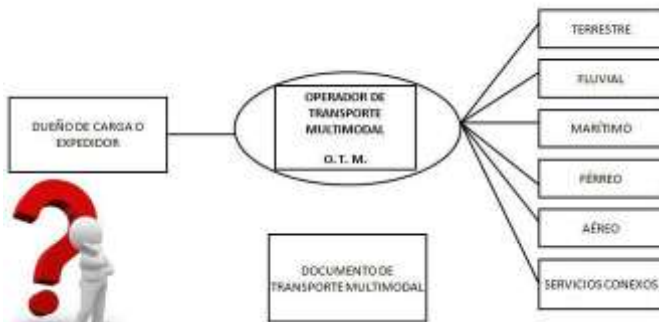 TERRESTRE
FLUVIAL
MARÍTIMO
FÉRREO
AÉREO
SERVICIOS CONEXOS
OPERADOR DE
TRANSPORTE
MULTIMODAL
O. T. M.
DUEÑO DE CARGA O
EXPEDIDOR
DOCUMENTO DE
TRANSPORTE MULTIMODAL
?